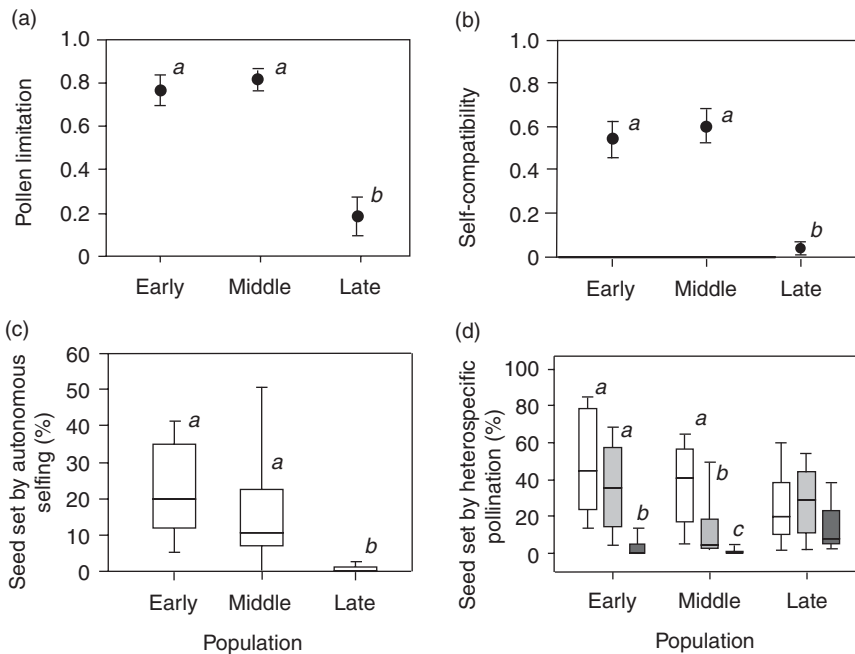 (a)
1.0
0.8
0.6
0.4
0.2
0
Pollen limitation
a
a
b
Early Middle Late
(b)
1.0
0.8
0.6
0.4
0.2
0
Self-compatibility
a
a
b
Early Middle Late
(c)
60
50
40
30
20
10
0
Seed set by autonomous
selfing (%)
a
a
b
Early Middle Late
Population
(d)
100
80
60
40
20
0
Seed set by heterospecific
pollination (%)
a
a
b
a
b
c
Early Middle Late
Population